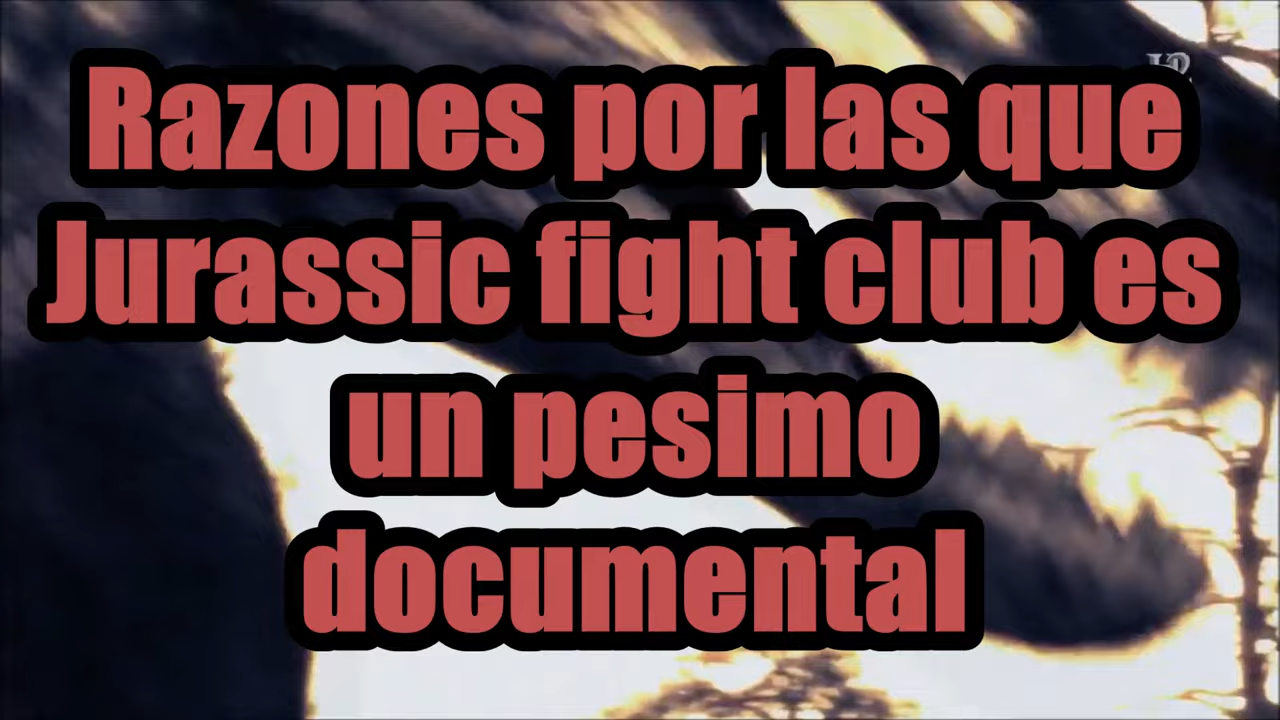 Razones por las que
Jurassic fight club es
un pesimo
documental